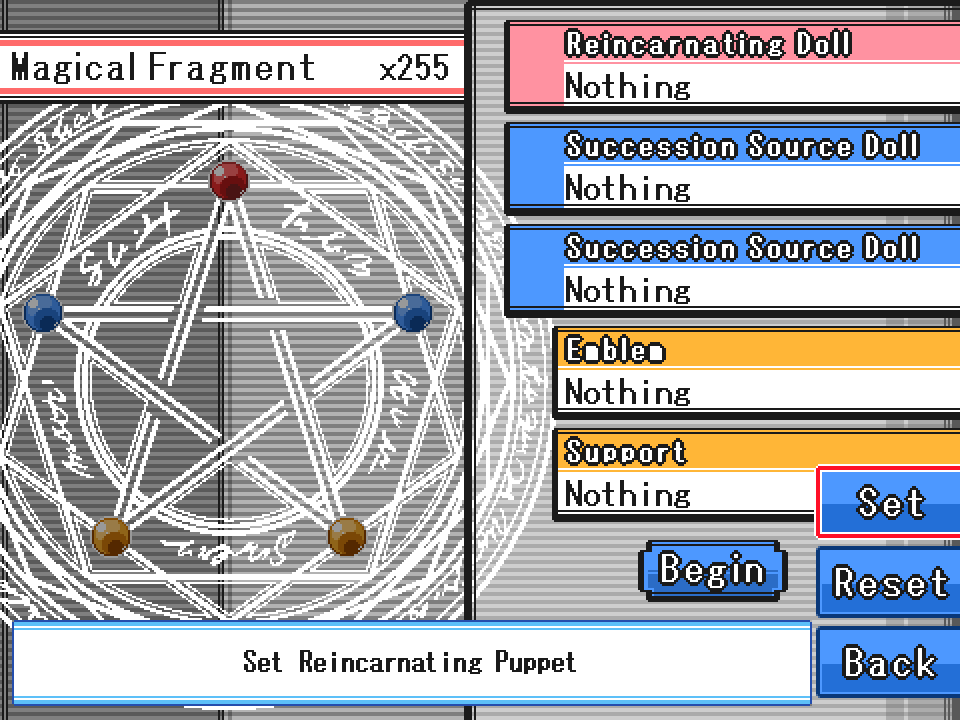 Magical Fragment x255
Reincarnating Doll
Nothing
Succession Source Doll
Nothing
Succession Source Doll
Nothing
Emblem
Nothing
Support
Nothing
Set
Begin
Reset
Back
Set Reincarnating Puppet